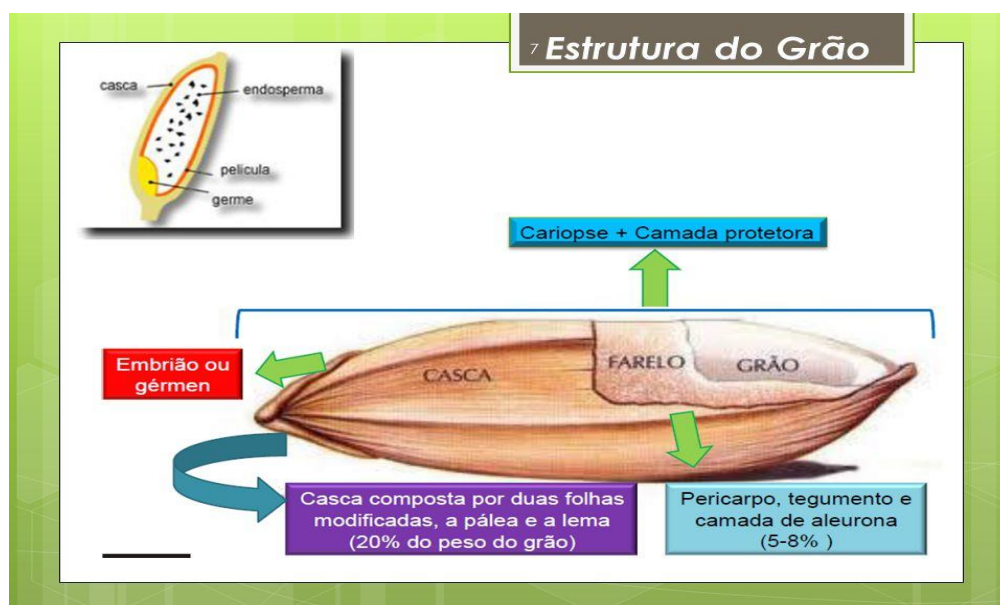 7 Estrutura do Grão
casca
endosperma
película
germe
Cariopse + Camada protetora
Embrião ou
gérmen
CASCA
FARELO
GRÃO
Casca composta por duas folhas
modificadas, a pálea e a lema
(20% do peso do grão)
Pericarpo, tegumento e
camada de aleurona
(5-8% )